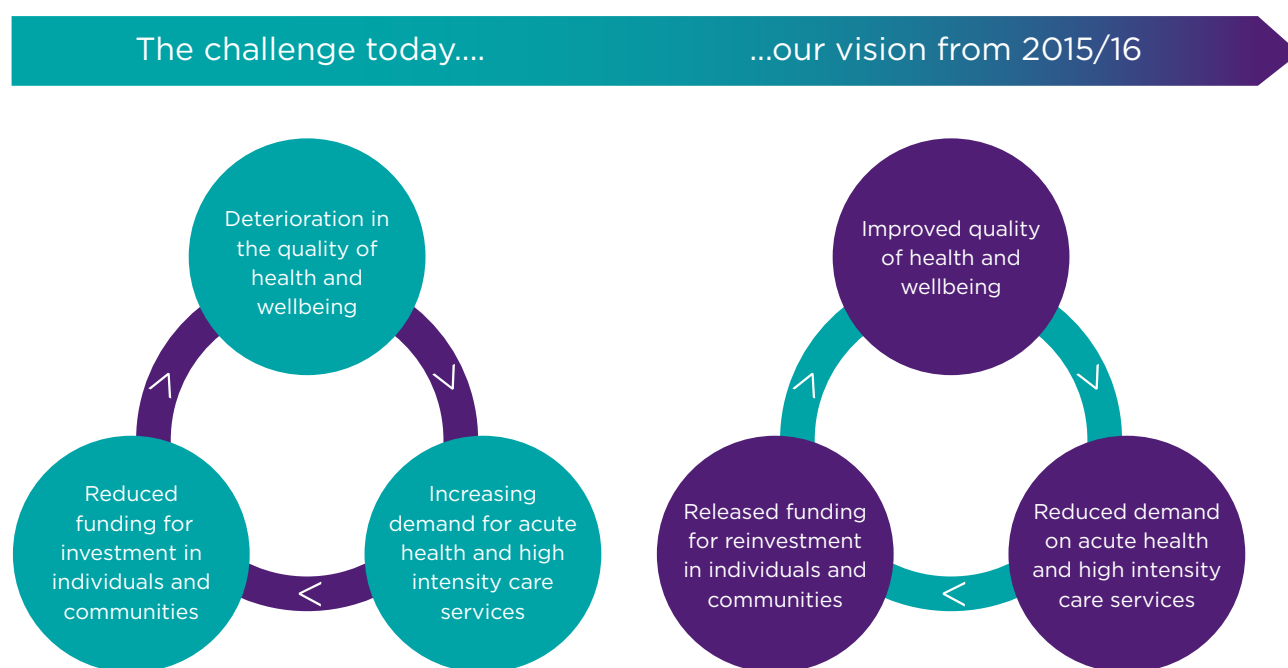 The challenge today....
...our vision from 2015/16
Deterioration in
the quality of
health and
wellbeing
Reduced
funding for
investment in
individuals and
communities
Increasing
demand for acute
health and high
intensity care
services
Improved quality
of health and
wellbeing
Released funding
for reinvestment
in individuals and
communities
Reduced demand
on acute health
and high intensity
care services